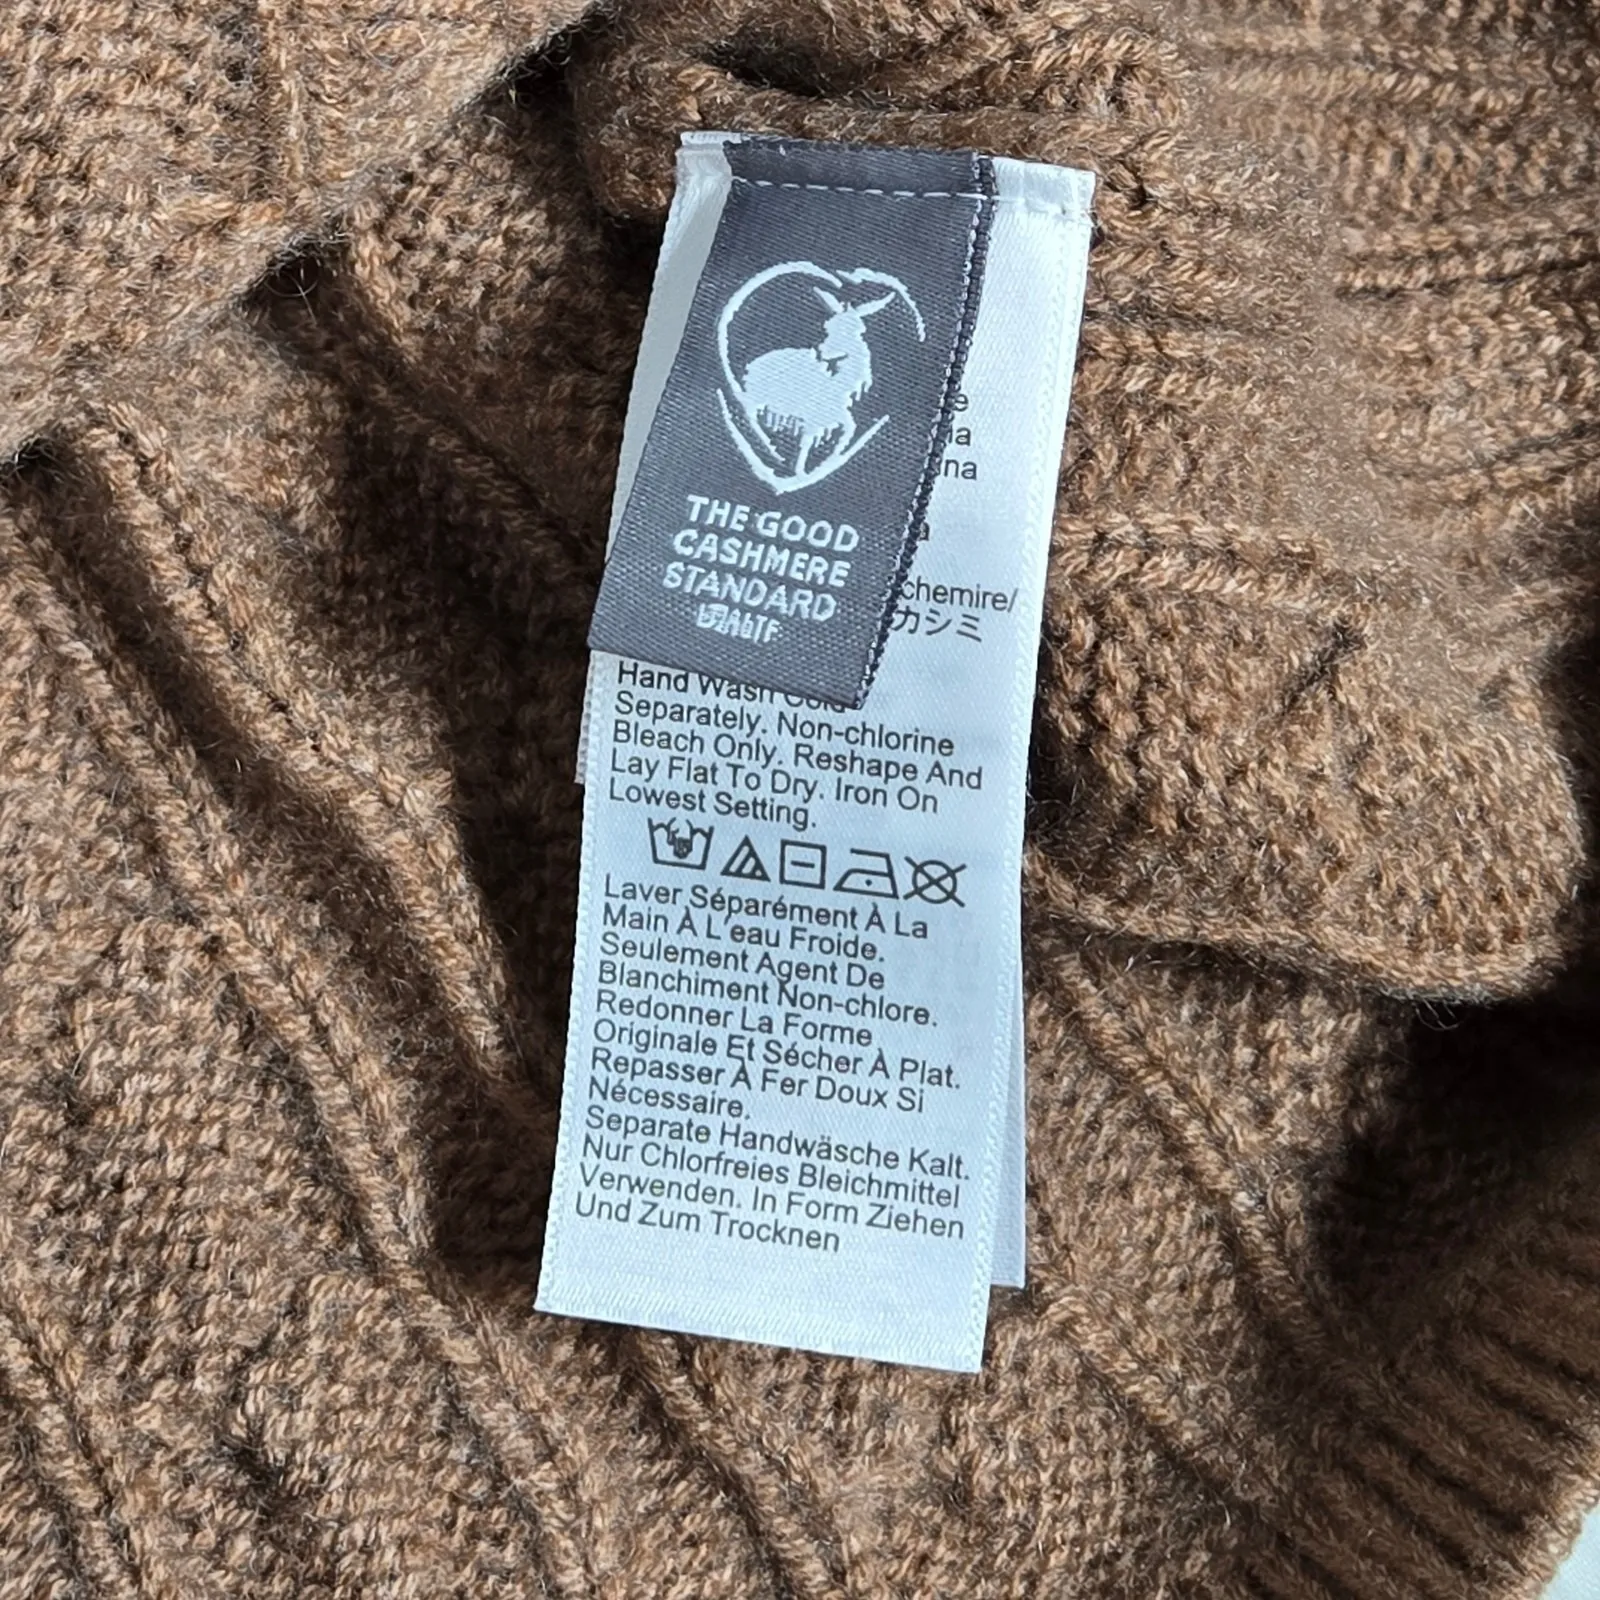 THE GOOD
CASHMERE
STANDARD
chemire/
カシミ
Hand Wash Cold
Separately. Non-chlorine
Bleach Only. Reshape And
Lay Flat To Dry. Iron On
Lowest Setting.
Laver Séparément À La
Main À L'eau Froide.
Seulement Agent De
Blanchiment Non-chlore.
Redonner La Forme
Originale Et Sécher À Plat.
Repasser À Fer Doux Si
Nécessaire.
Separate Handwäsche Kalt.
Nur Chlorfreies Bleichmittel
Verwenden. In Form Ziehen
Und Zum Trocknen